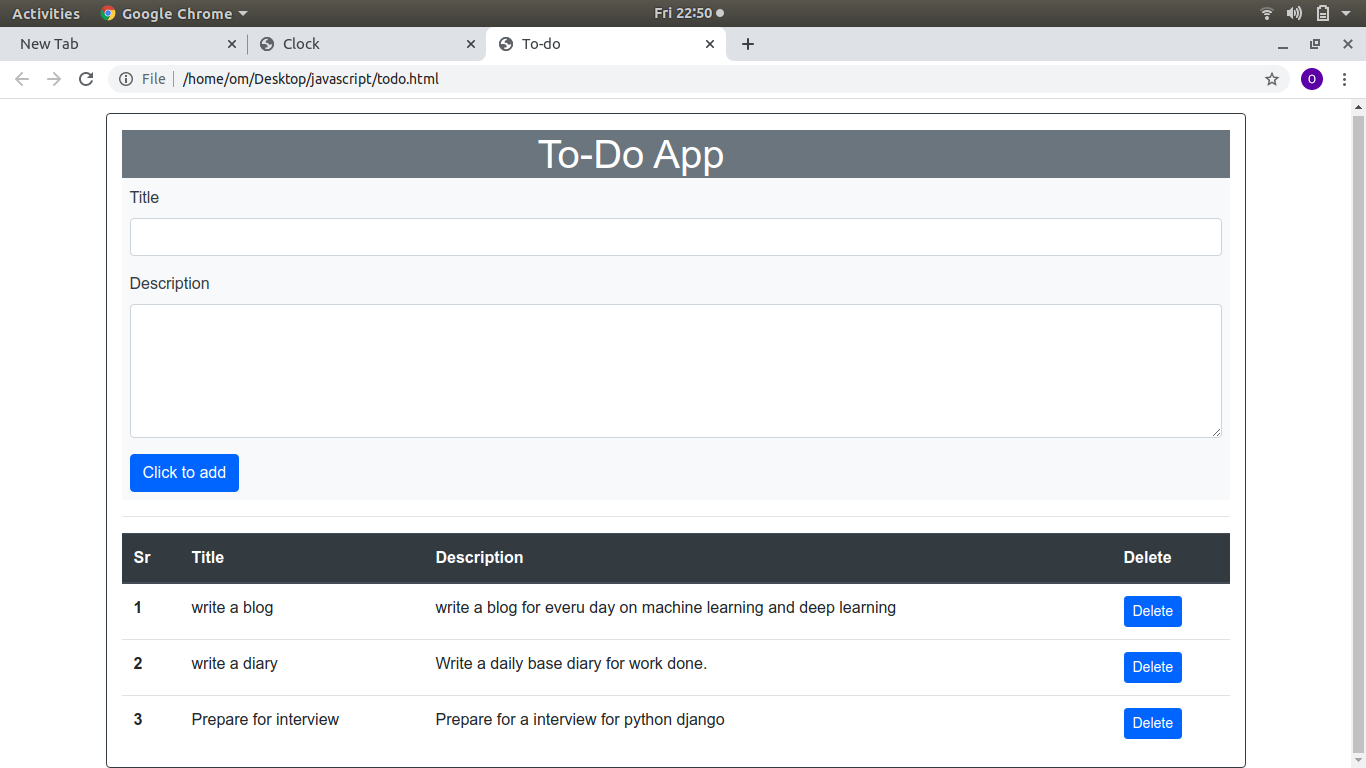 Activities Google Chrome Fri 22:50
New Tab Clock To-do
File /home/om/Desktop/javascript/todo.html O
To-Do App
Title
Description
Click to add
Sr Title Description Delete
1 write a blog write a blog for everu day on machine learning and deep learning Delete
2 write a diary Write a daily base diary for work done. Delete
3 Prepare for interview Prepare for a interview for python django Delete